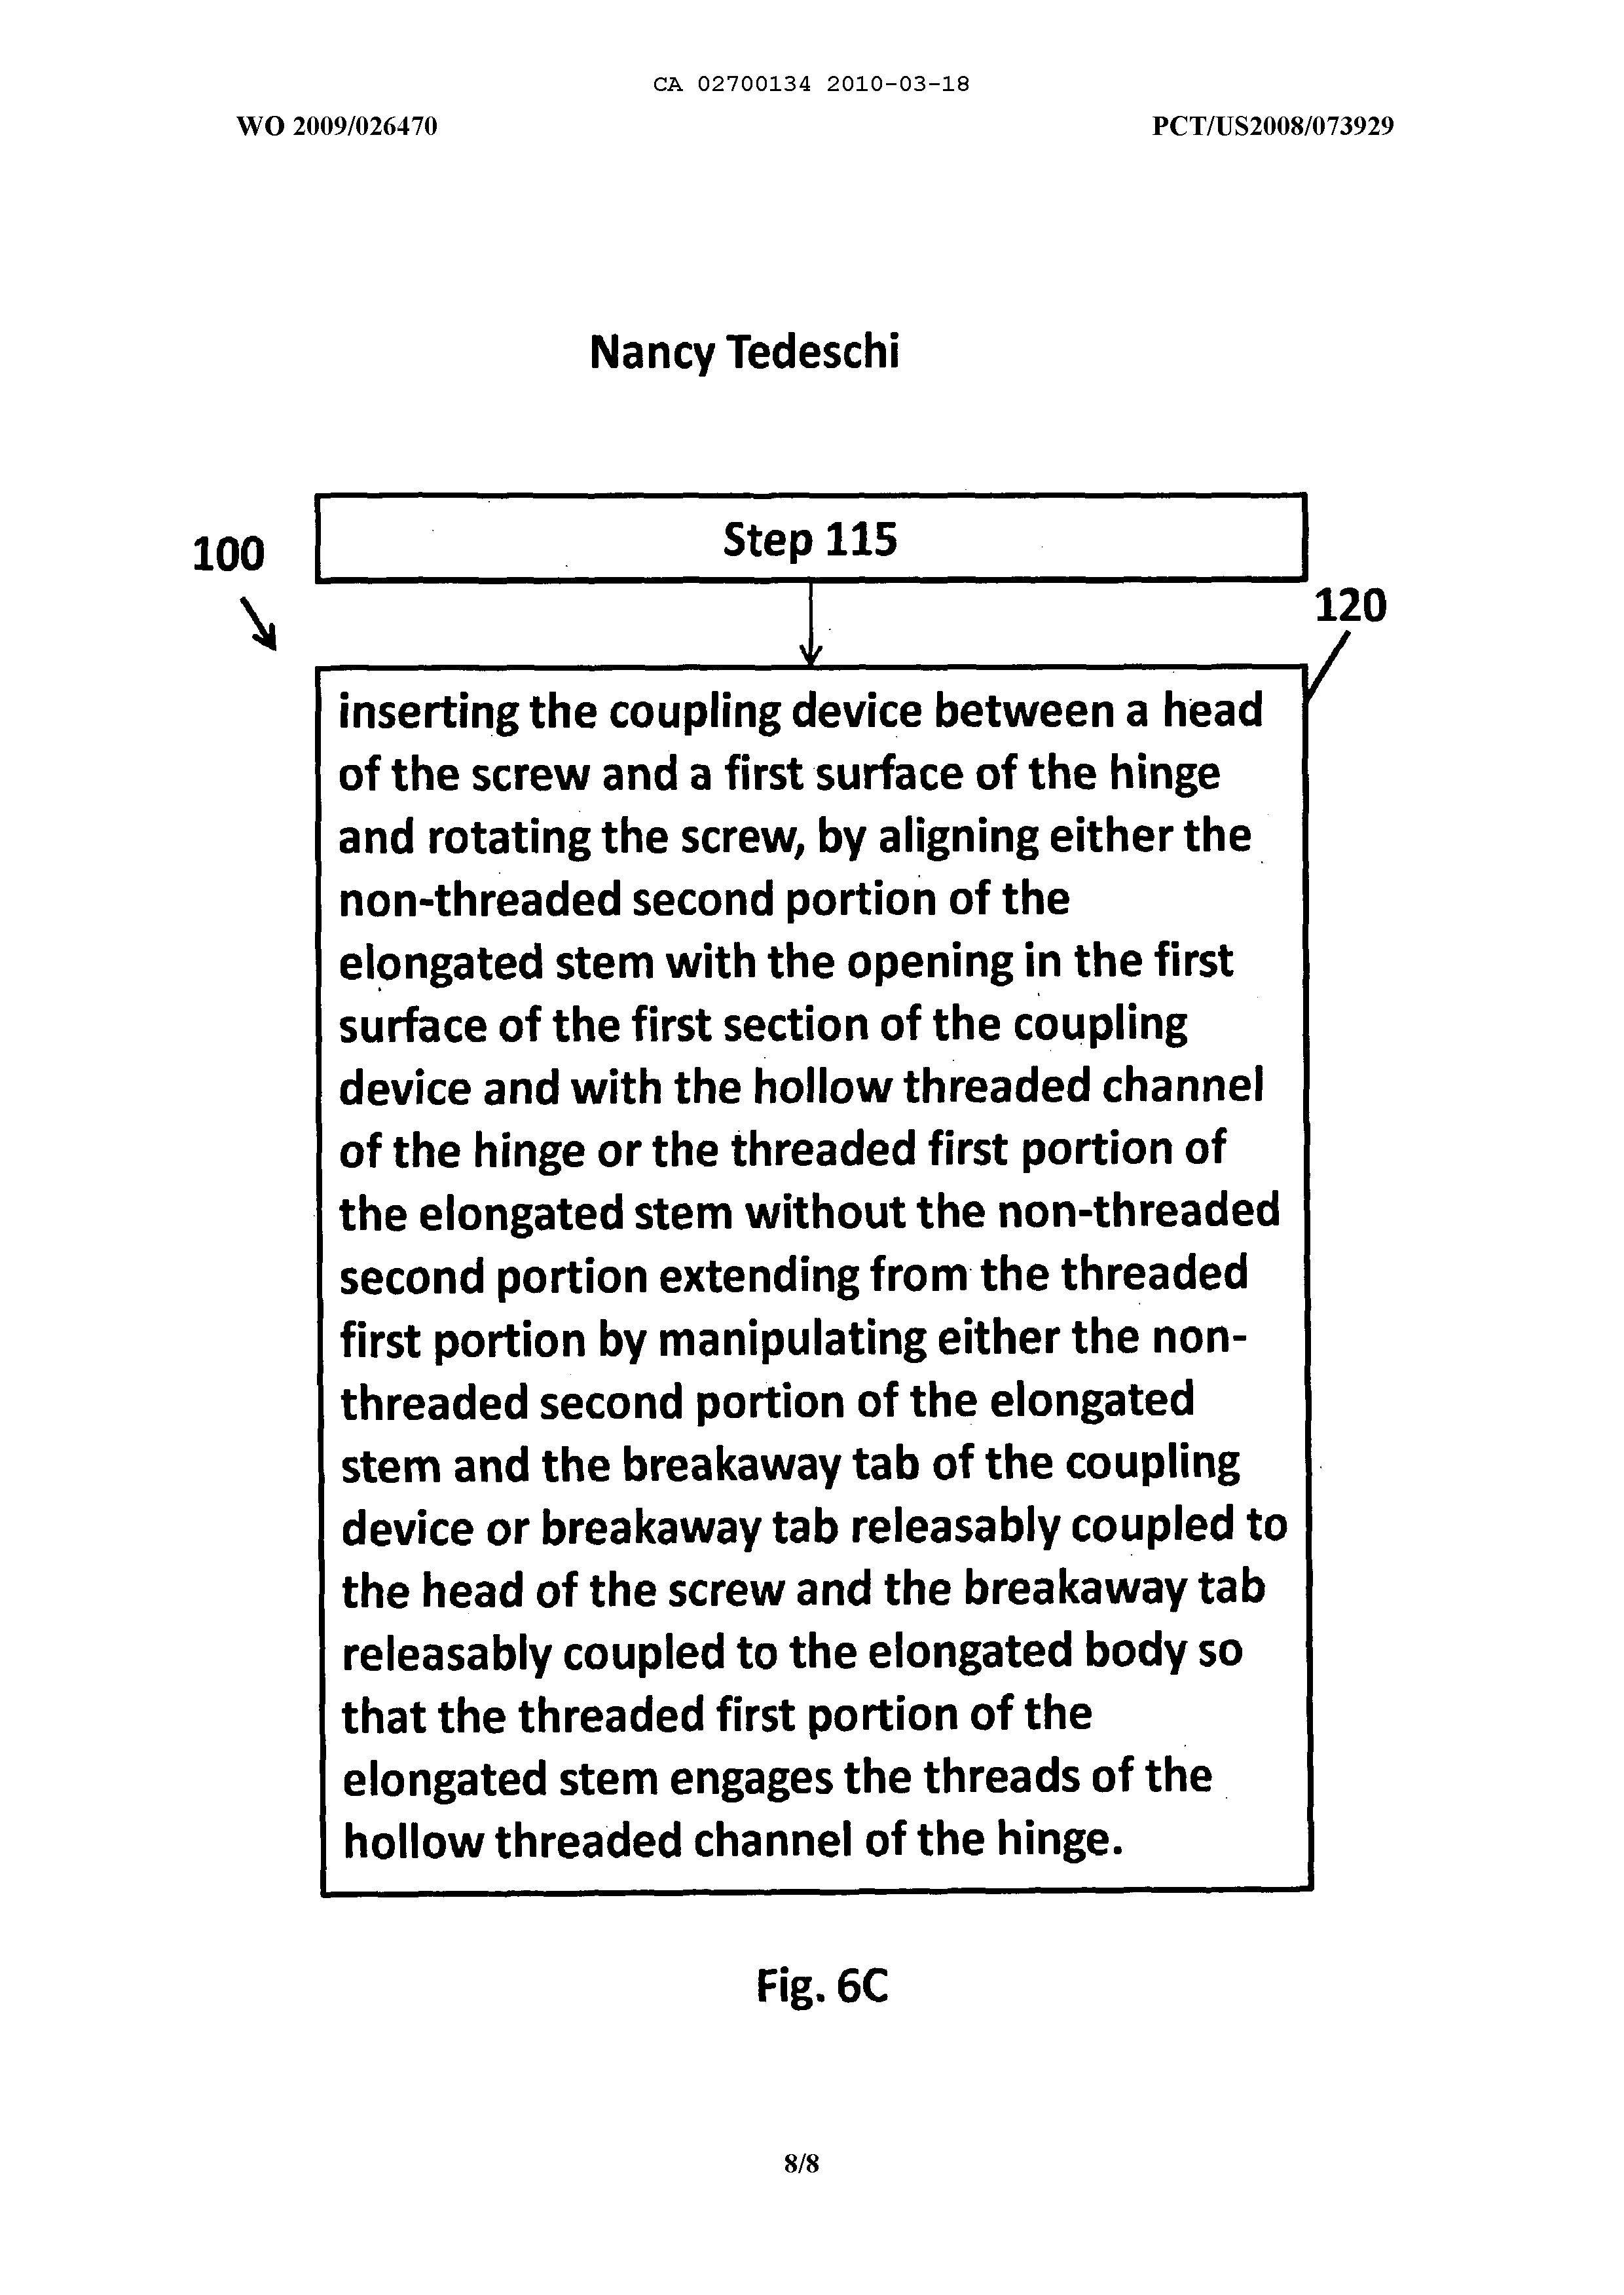 CA 02700134 2010-03-18
WO 2009/026470 PCT/US2008/073929
Nancy Tedeschi
100
Step 115
120
inserting the coupling device between a head
of the screw and a first surface of the hinge
and rotating the screw, by aligning either the
non-threaded second portion of the
elongated stem with the opening in the first
surface of the first section of the coupling
device and with the hollow threaded channel
of the hinge or the threaded first portion of
the elongated stem without the non-threaded
second portion extending from the threaded
first portion by manipulating either the non-
threaded second portion of the elongated
stem and the breakaway tab of the coupling
device or breakaway tab releasably coupled to
the head of the screw and the breakaway tab
releasably coupled to the elongated body so
that the threaded first portion of the
elongated stem engages the threads of the
hollow threaded channel of the hinge.
Fig. 6C
8/8